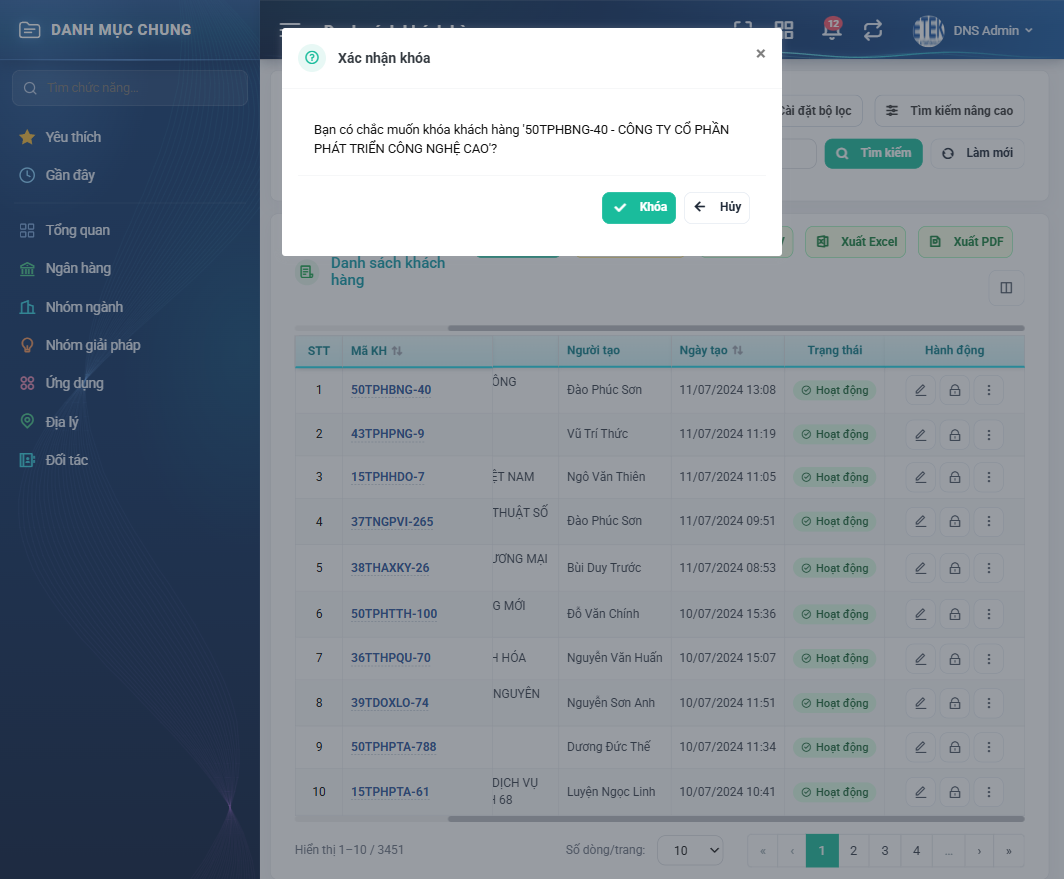 DANH MỤC CHUNG
Tìm chức năng...
Yêu thích
Gần đây
Tổng quan
Ngân hàng
Nhóm ngành
Nhóm giải pháp
Ứng dụng
Địa lý
Đối tác
12
DNS Admin
Xác nhận khóa
×
Bạn có chắc muốn khóa khách hàng '50TPHBNG-40 - CÔNG TY CỔ PHẦN
PHÁT TRIỂN CÔNG NGHỆ CAO'?
Khóa Hủy
Cài đặt bộ lọc Tìm kiếm nâng cao
Tìm kiếm Làm mới
Xuất Excel Xuất PDF
Danh sách khách
hàng
STT Mã KH Người tạo Ngày tạo Trạng thái Hành động
1 50TPHBNG-40 ÔNG Đào Phúc Sơn 11/07/2024 13:08 Hoạt động
2 43TPHPNG-9 Vũ Trí Thức 11/07/2024 11:19 Hoạt động
3 15TPHHDO-7 ỆT NAM Ngô Văn Thiên 11/07/2024 11:05 Hoạt động
4 37TNGPVI-265 THUẬT SỐ Đào Phúc Sơn 11/07/2024 09:51 Hoạt động
5 38THAXKY-26 ƯƠNG MẠI Bùi Duy Trước 11/07/2024 08:53 Hoạt động
6 50TPHTTH-100 G MỚI Đỗ Văn Chính 10/07/2024 15:36 Hoạt động
7 36TTHPQU-70 H HÓA Nguyễn Văn Huấn 10/07/2024 15:07 Hoạt động
8 39TDOXLO-74 NGUYÊN Nguyễn Sơn Anh 10/07/2024 11:51 Hoạt động
9 50TPHPTA-788 Dương Đức Thế 10/07/2024 11:34 Hoạt động
10 15TPHPTA-61 DỊCH VỤ Luyện Ngọc Linh 10/07/2024 10:41 Hoạt động
H 68
Hiển thị 1–10 / 3451 Số dòng/trang: 10 « ‹ 1 2 3 4 ... › »